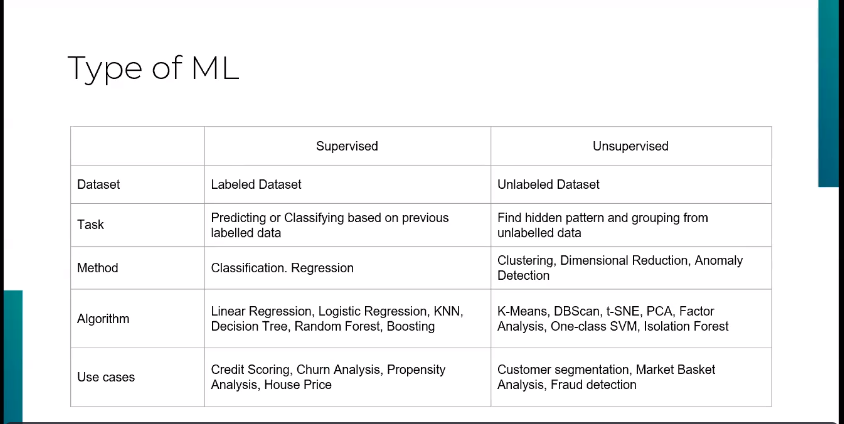 Type of ML
Supervised
Unsupervised
Dataset
Labeled Dataset
Unlabeled Dataset
Task
Predicting or Classifying based on previous
labelled data
Find hidden pattern and grouping from
unlabelled data
Method
Classification. Regression
Clustering, Dimensional Reduction, Anomaly
Detection
Algorithm
Linear Regression, Logistic Regression, KNN,
Decision Tree, Random Forest, Boosting
K-Means, DBScan, t-SNE, PCA, Factor
Analysis, One-class SVM, Isolation Forest
Use cases
Credit Scoring, Churn Analysis, Propensity
Analysis, House Price
Customer segmentation, Market Basket
Analysis, Fraud detection